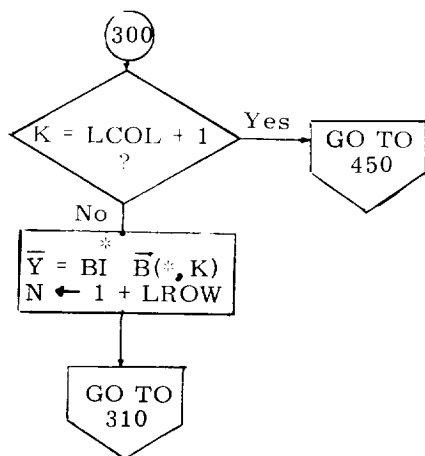 300
K = LCOL + 1
?
Yes
GO TO
450
No
*
Y̅ = BI B⃗(*, K)
N ← 1 + LROW
GO TO
310